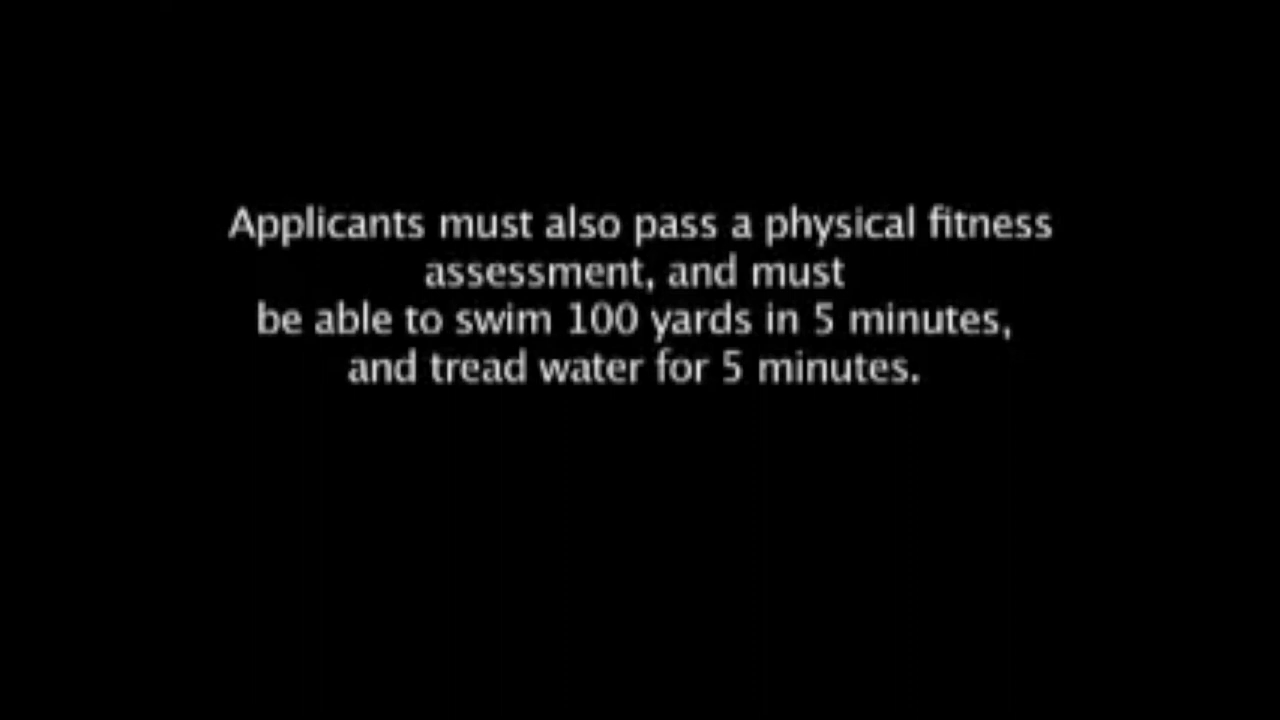 Applicants must also pass a physical fitness
assessment, and must
be able to swim 100 yards in 5 minutes,
and tread water for 5 minutes.